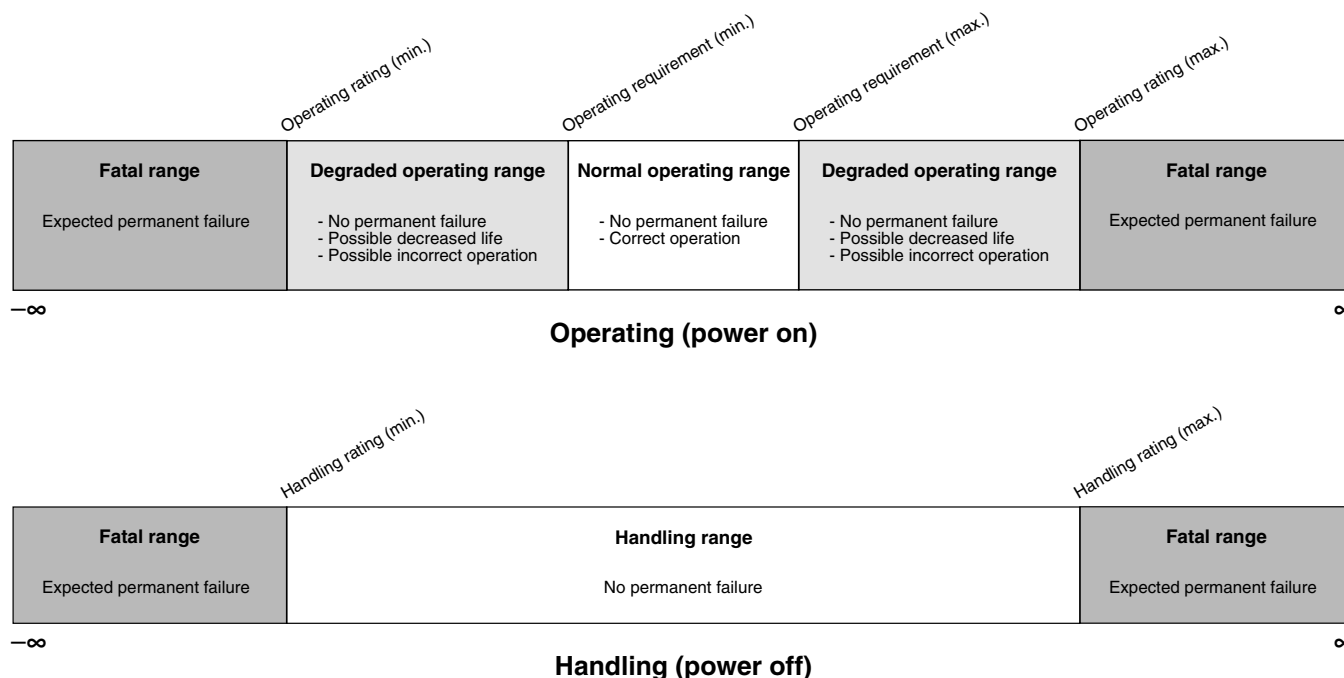 Operating rating (min.)
Operating requirement (min.)
Operating requirement (max.)
Operating rating (max.)
Fatal range
Degraded operating range
Normal operating range
Degraded operating range
Fatal range
Expected permanent failure
- No permanent failure
- Possible decreased life
- Possible incorrect operation
- No permanent failure
- Correct operation
- No permanent failure
- Possible decreased life
- Possible incorrect operation
Expected permanent failure
–∞
∞
Operating (power on)
Handling rating (min.)
Handling rating (max.)
Fatal range
Handling range
Fatal range
Expected permanent failure
No permanent failure
Expected permanent failure
–∞
∞
Handling (power off)